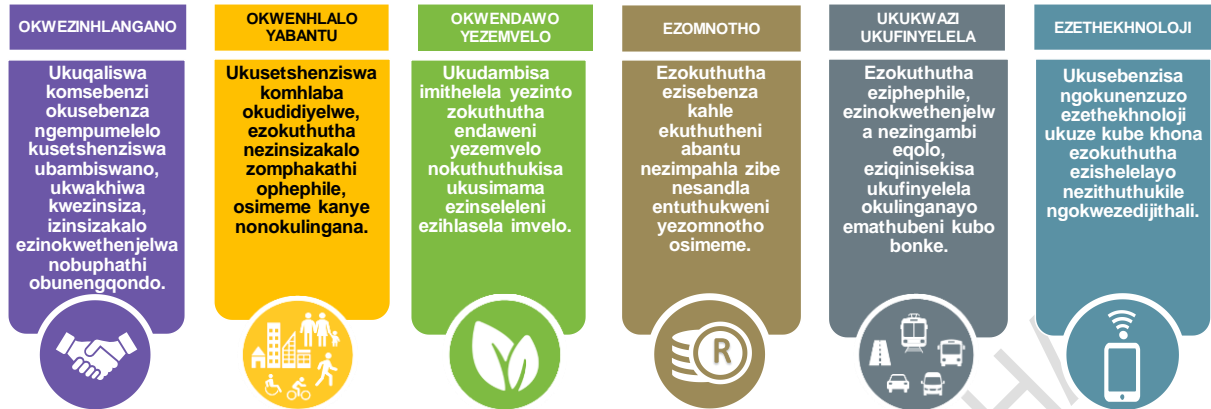 OKWEZINHLANGANO
Ukuqaliswa
komsebenzi
okusebenza
ngempumelelo
kusetshenziswa
ubambiswano,
ukwakhiwa
kwezinsiza,
izinsizakalo
ezinokwethenjelwa
nobuphathi
obunengqondo.
OKWENHLALO
YABANTU
Ukusetshenziswa
komhlaba
okudidiyelwe,
ezokuthutha
nezinsizakalo
zomphakathi
ophephile,
osimeme kanye
nonokulingana.
OKWENDAWO
YEZEMVELO
Ukudambisa
imithelela yezinto
zokuthutha
endaweni
yezemvelo
nokuthuthukisa
ukusimama
ezinseleleni
ezihlasela imvelo.
EZOMNOTHO
Ezokuthutha
ezisebenza
kahle
ekuthutheni
abantu
nezimpahla zibe
nesandla
entuthukweni
yezomnotho
osimeme.
R
UKUKWAZI
UKUFINYELELA
Ezokuthutha
eziphephile,
ezinokwethenjelw
a nezingambi
eqolo,
eziqinisekisa
ukufinyelela
okulinganayo
emathubeni kubo
bonke.
EZETHEKHNOLOJI
Ukusebenzisa
ngokunenzuzo
ezethekhnoloji
ukuze kube khona
ezokuthutha
ezishelelayo
nezithuthukile
ngokwezedijithali.